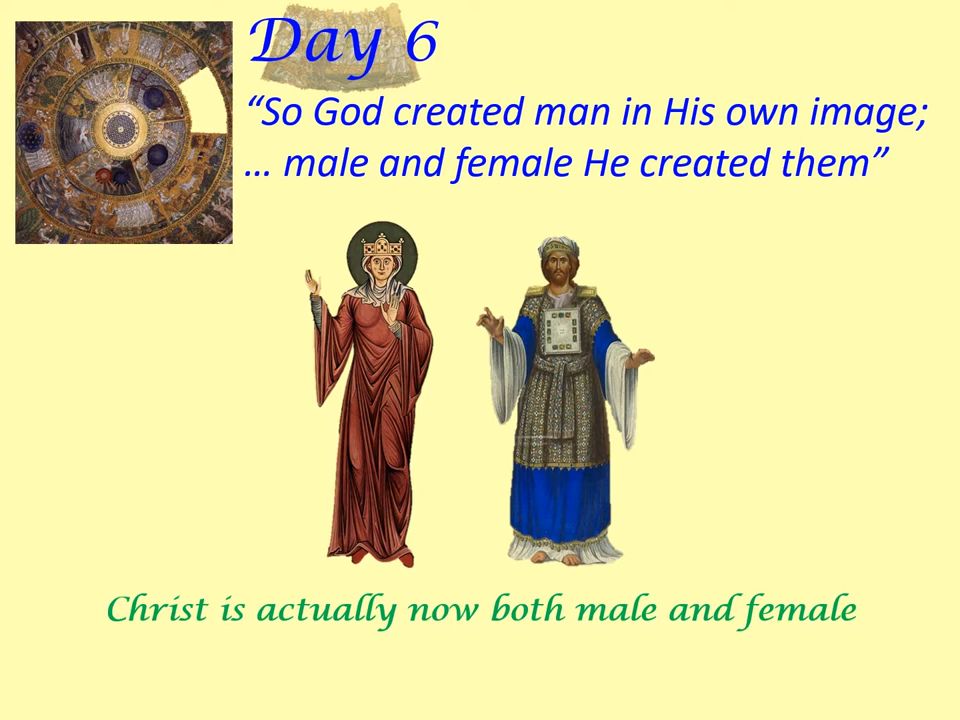 Day 6
“So God created man in His own image;
... male and female He created them”
Christ is actually now both male and female